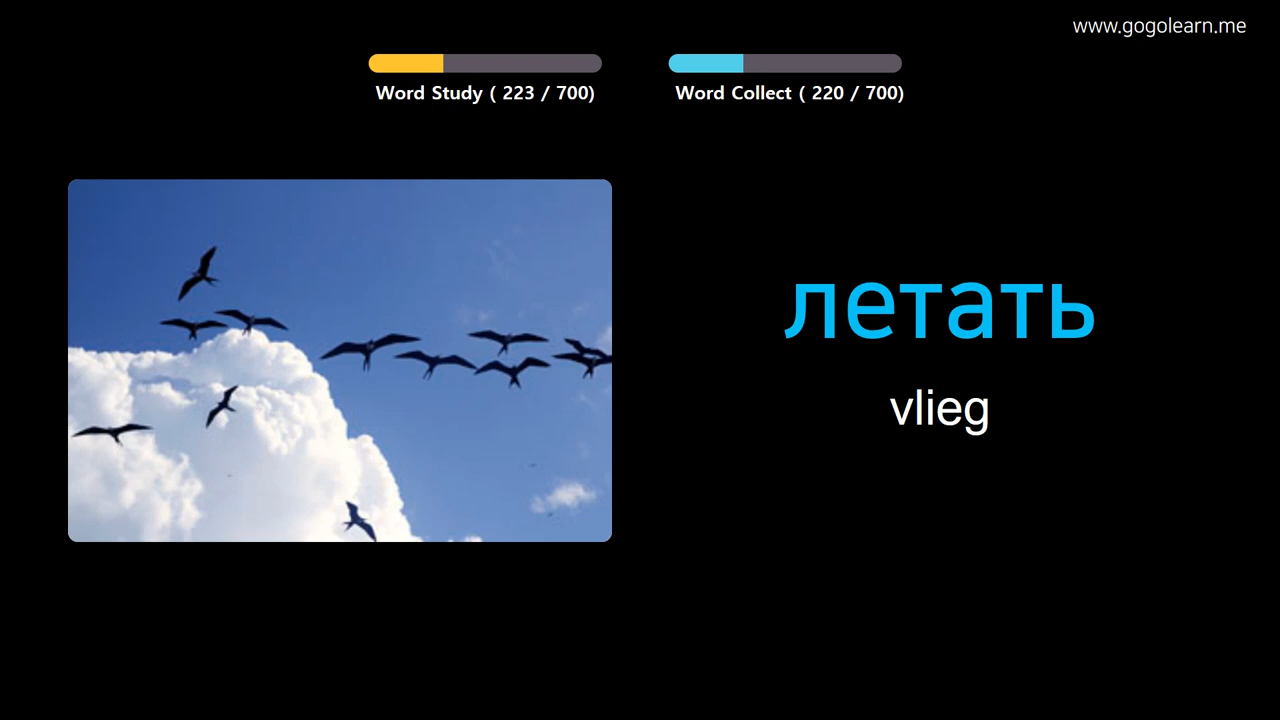 www.gogolearn.me
Word Study ( 223 / 700)
Word Collect ( 220 / 700)
летать
vlieg